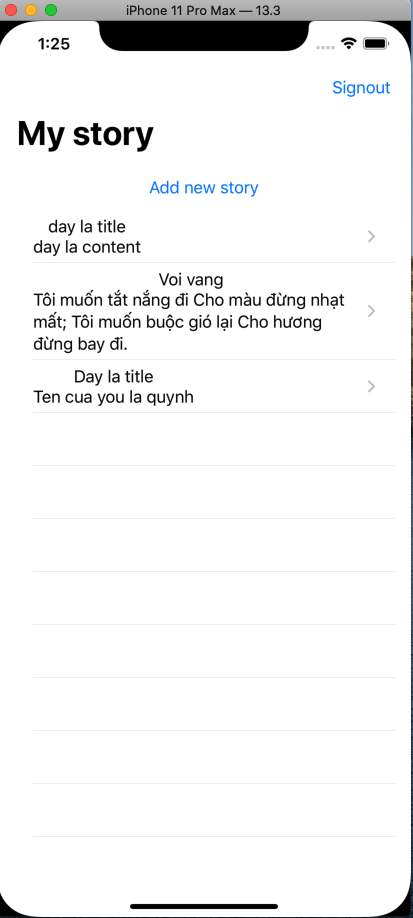 iPhone 11 Pro Max — 13.3
1:25
Signout
My story
Add new story
day la title
day la content
Voi vang
Tôi muốn tắt nắng đi Cho màu đừng nhạt
mất; Tôi muốn buộc gió lại Cho hương
đừng bay đi.
Day la title
Ten cua you la quynh